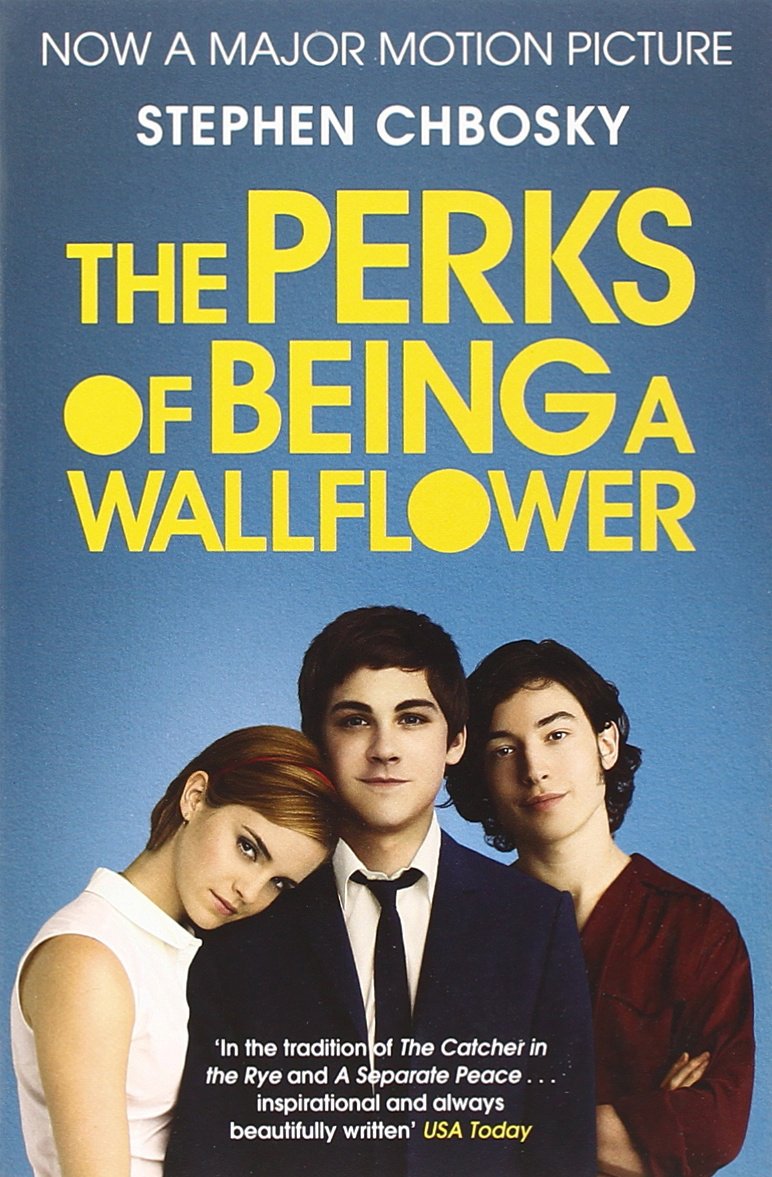 NOW A MAJOR MOTION PICTURE
STEPHEN CHBOSKY
THE PERKS
OF BEING A
WALLFLOWER
‘In the tradition of The Catcher in
the Rye and A Separate Peace . . .
inspirational and always
beautifully written’ USA Today